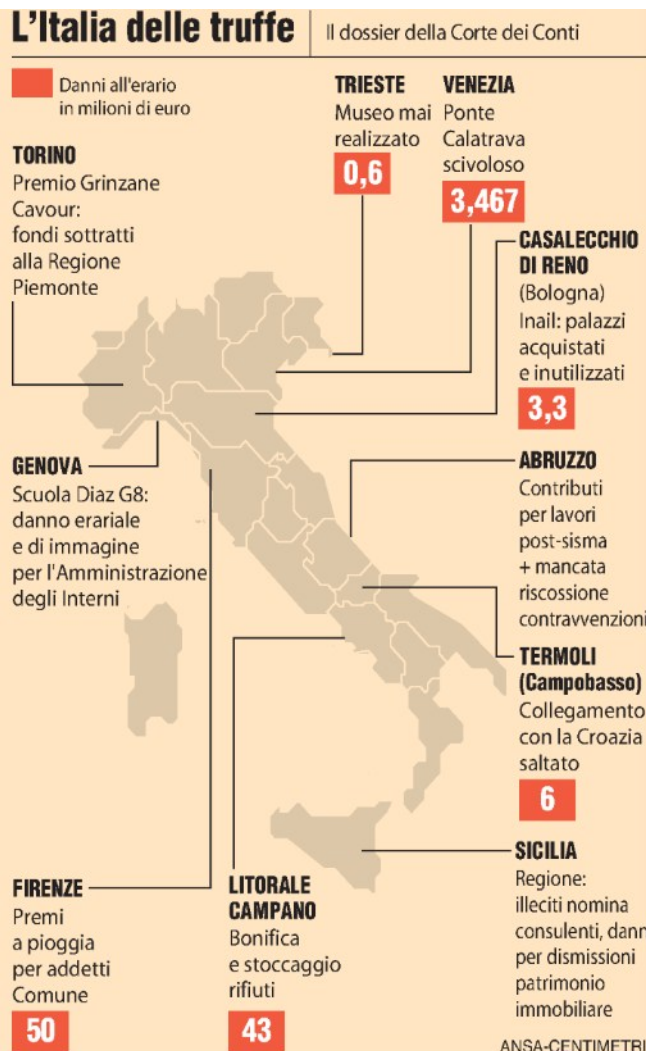 L'Italia delle truffe
Il dossier della Corte dei Conti
Danni all'erario
in milioni di euro
TRIESTE
Museo mai
realizzato
0,6
VENEZIA
Ponte
Calatrava
scivoloso
3,467
TORINO
Premio Grinzane
Cavour:
fondi sottratti
alla Regione
Piemonte
CASALECCHIO
DI RENO
(Bologna)
Inail: palazzi
acquistati
e inutilizzati
3,3
GENOVA
Scuola Diaz G8:
danno erariale
e di immagine
per l'Amministrazione
degli Interni
ABRUZZO
Contributi
per lavori
post-sisma
+ mancata
riscossione
contravvenzioni
TERMOLI
(Campobasso)
Collegamento
con la Croazia
saltato
6
FIRENZE
Premi
a pioggia
per addetti
Comune
50
LITORALE
CAMPANO
Bonifica
e stoccaggio
rifiuti
43
SICILIA
Regione:
illeciti nomina
consulenti, dann
per dismissioni
patrimonio
immobiliare
ANSA-CENTIMETRI